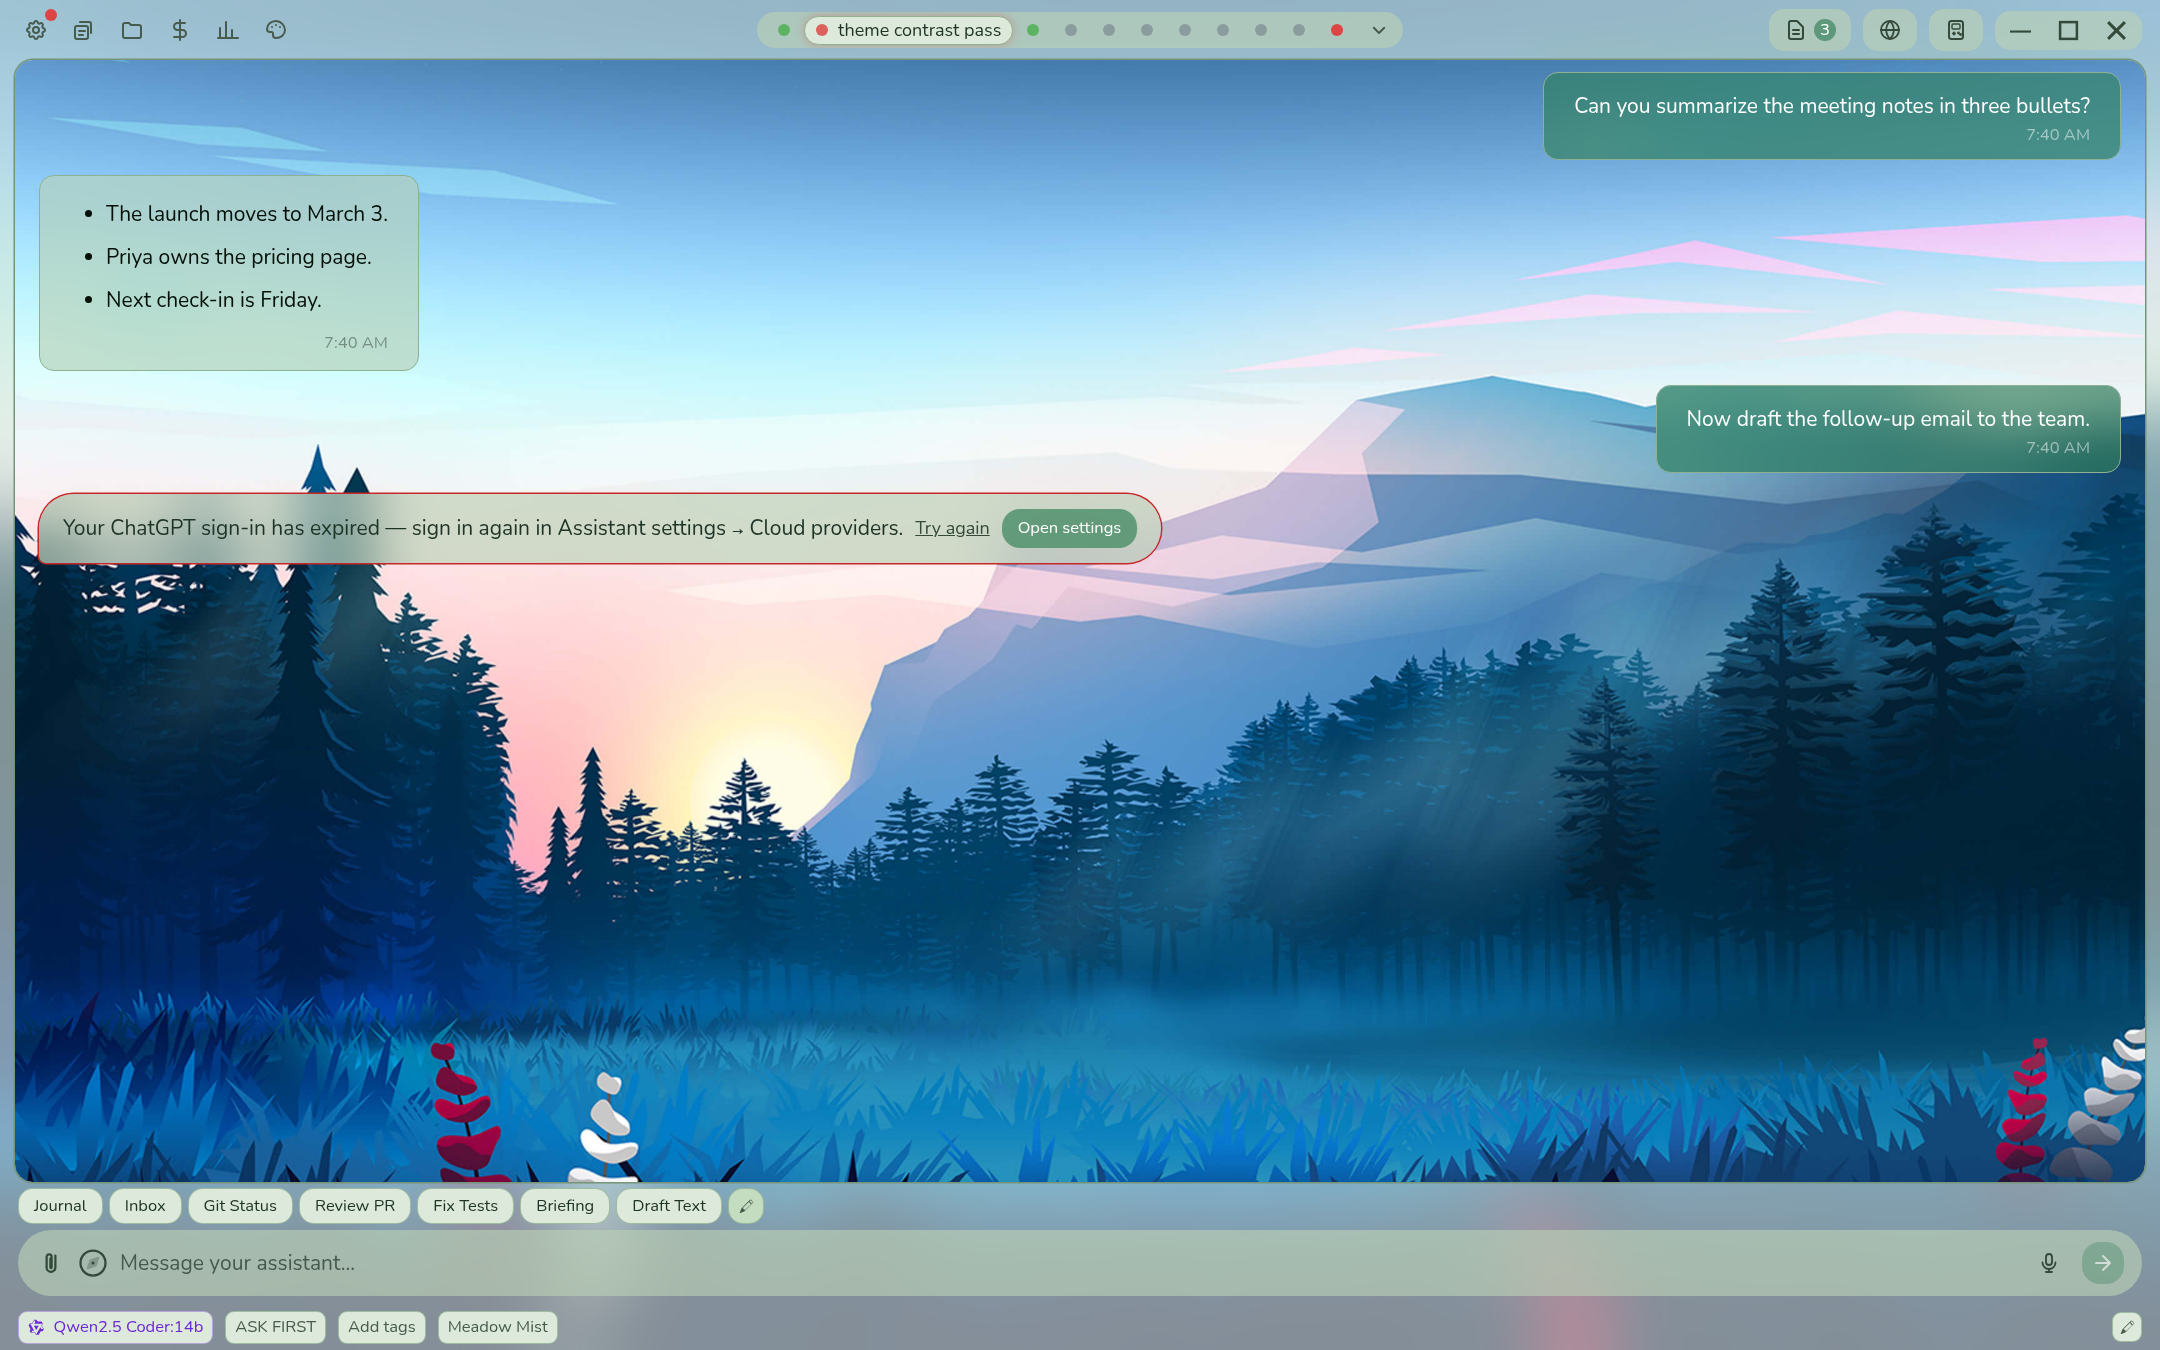 theme contrast pass
3
Can you summarize the meeting notes in three bullets?
7:40 AM
The launch moves to March 3.
Priya owns the pricing page.
Next check-in is Friday.
7:40 AM
Now draft the follow-up email to the team.
7:40 AM
Your ChatGPT sign-in has expired — sign in again in Assistant settings → Cloud providers. Try again Open settings
Journal Inbox Git Status Review PR Fix Tests Briefing Draft Text
Message your assistant...
Qwen2.5 Coder:14b ASK FIRST Add tags Meadow Mist